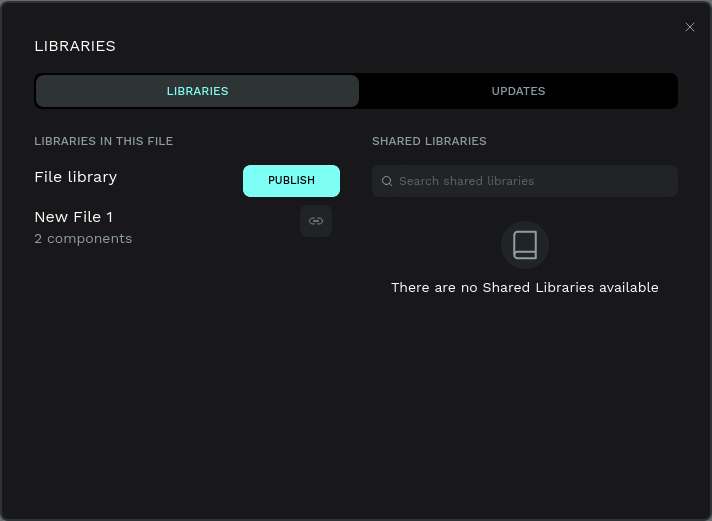 LIBRARIES
LIBRARIES
UPDATES
LIBRARIES IN THIS FILE
File library
PUBLISH
New File 1
2 components
SHARED LIBRARIES
Search shared libraries
There are no Shared Libraries available